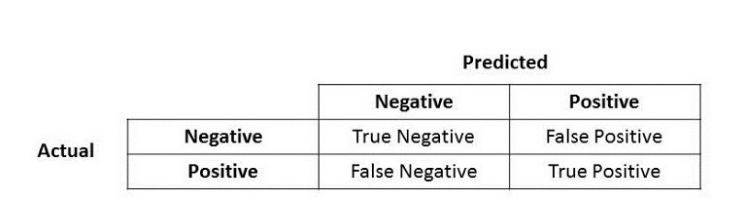 Predicted
Negative Positive
Actual
Negative True Negative False Positive
Positive False Negative True Positive